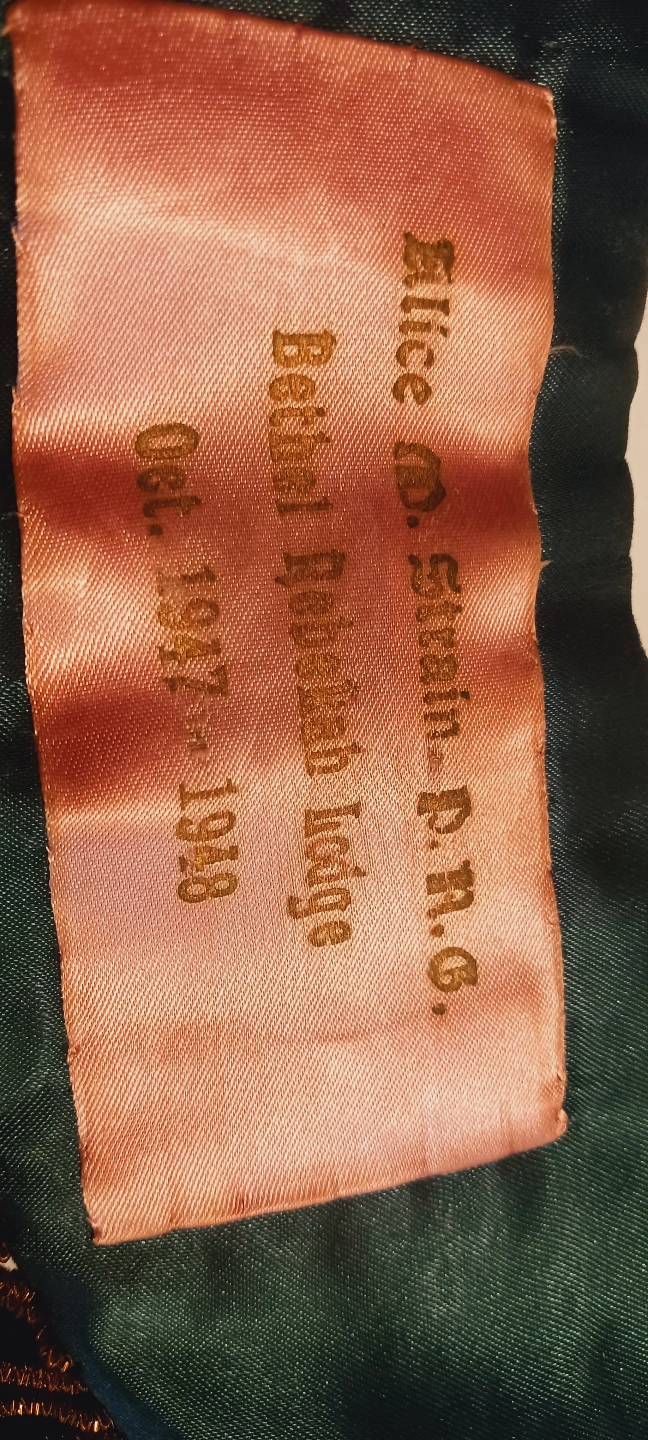 Alice M. Strain - P.N.G.
Bethel Rebekah Lodge
Oct. 1947 - 1948